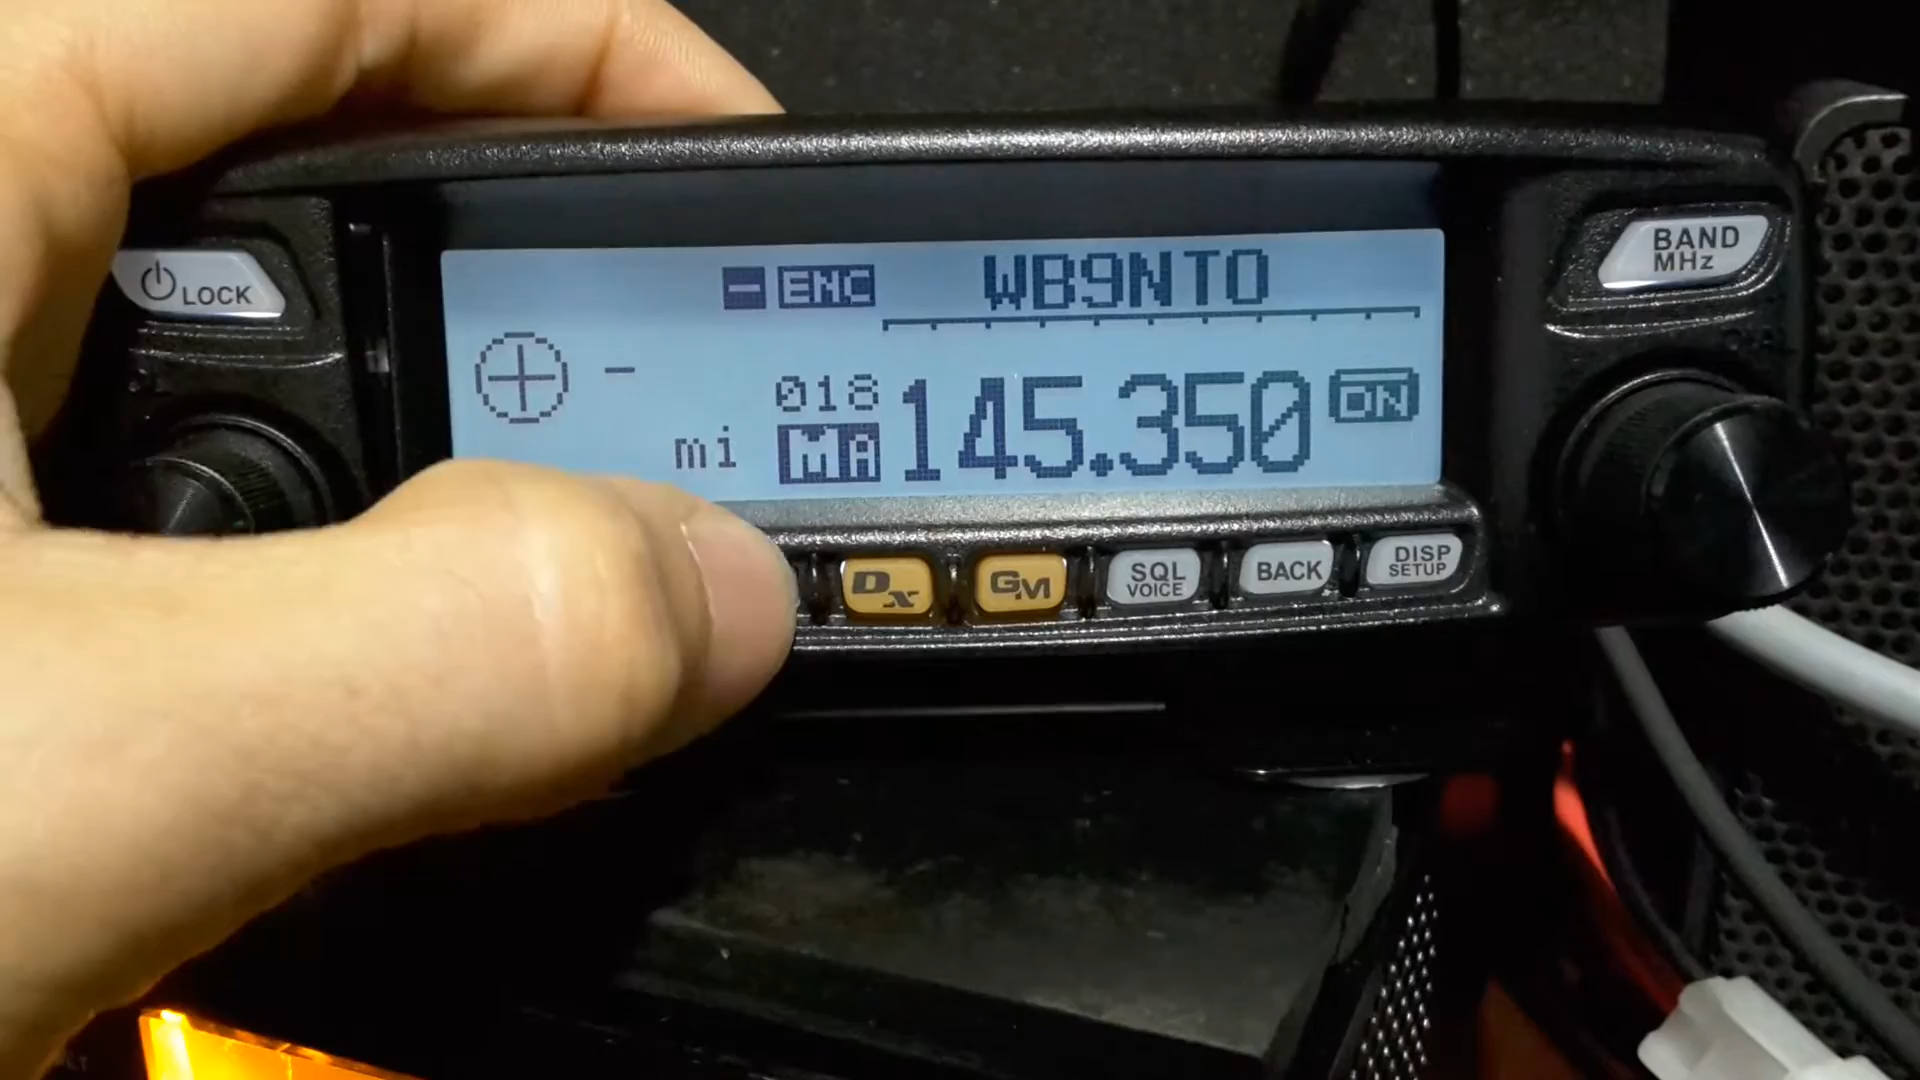 LOCK
- ENC WB9NTO
018 145.350 ON
mi MA
BAND
MHz
DX GM SQL
VOICE BACK DISP
SETUP